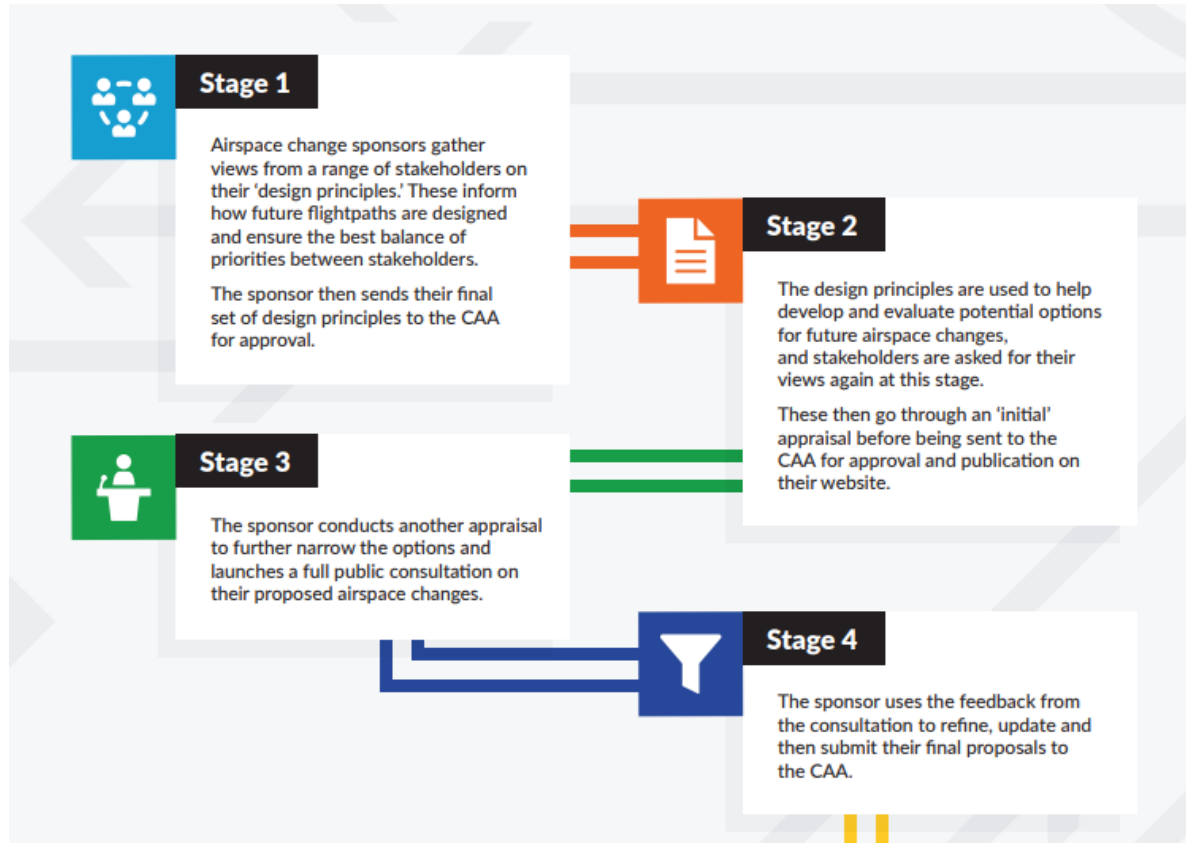 Stage 1
Airspace change sponsors gather
views from a range of stakeholders on
their ‘design principles.’ These inform
how future flightpaths are designed
and ensure the best balance of
priorities between stakeholders.
The sponsor then sends their final
set of design principles to the CAA
for approval.
Stage 2
The design principles are used to help
develop and evaluate potential options
for future airspace changes,
and stakeholders are asked for their
views again at this stage.
These then go through an ‘initial’
appraisal before being sent to the
CAA for approval and publication on
their website.
Stage 3
The sponsor conducts another appraisal
to further narrow the options and
launches a full public consultation on
their proposed airspace changes.
Stage 4
The sponsor uses the feedback from
the consultation to refine, update and
then submit their final proposals to
the CAA.